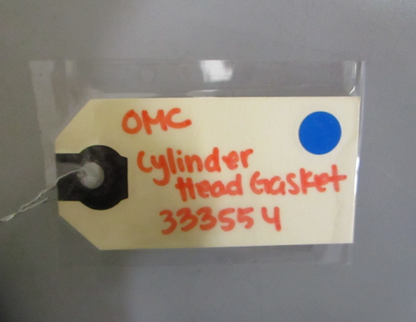 OMC
Cylinder
Head Gasket
333554